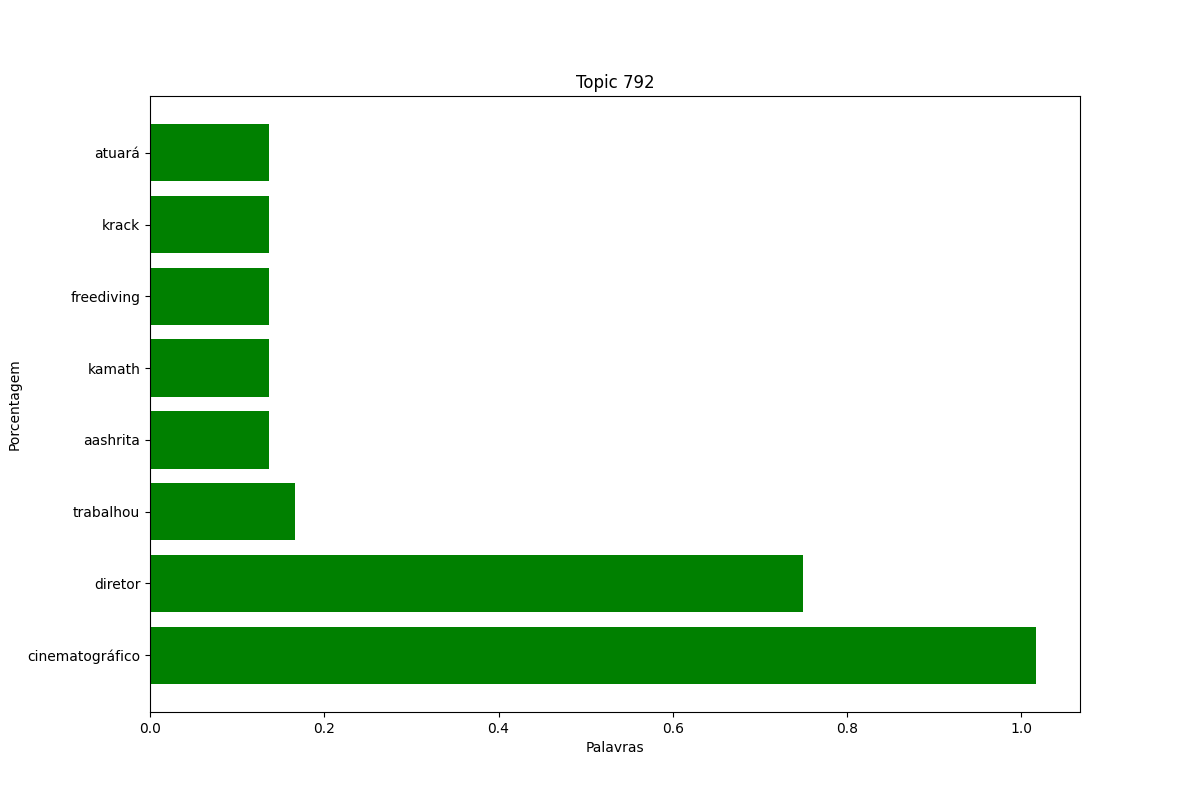 Topic 792
atuará
krack
freediving
kamath
aashrita
trabalhou
diretor
cinematográfico
Porcentagem
0.0 0.2 0.4 0.6 0.8 1.0
Palavras